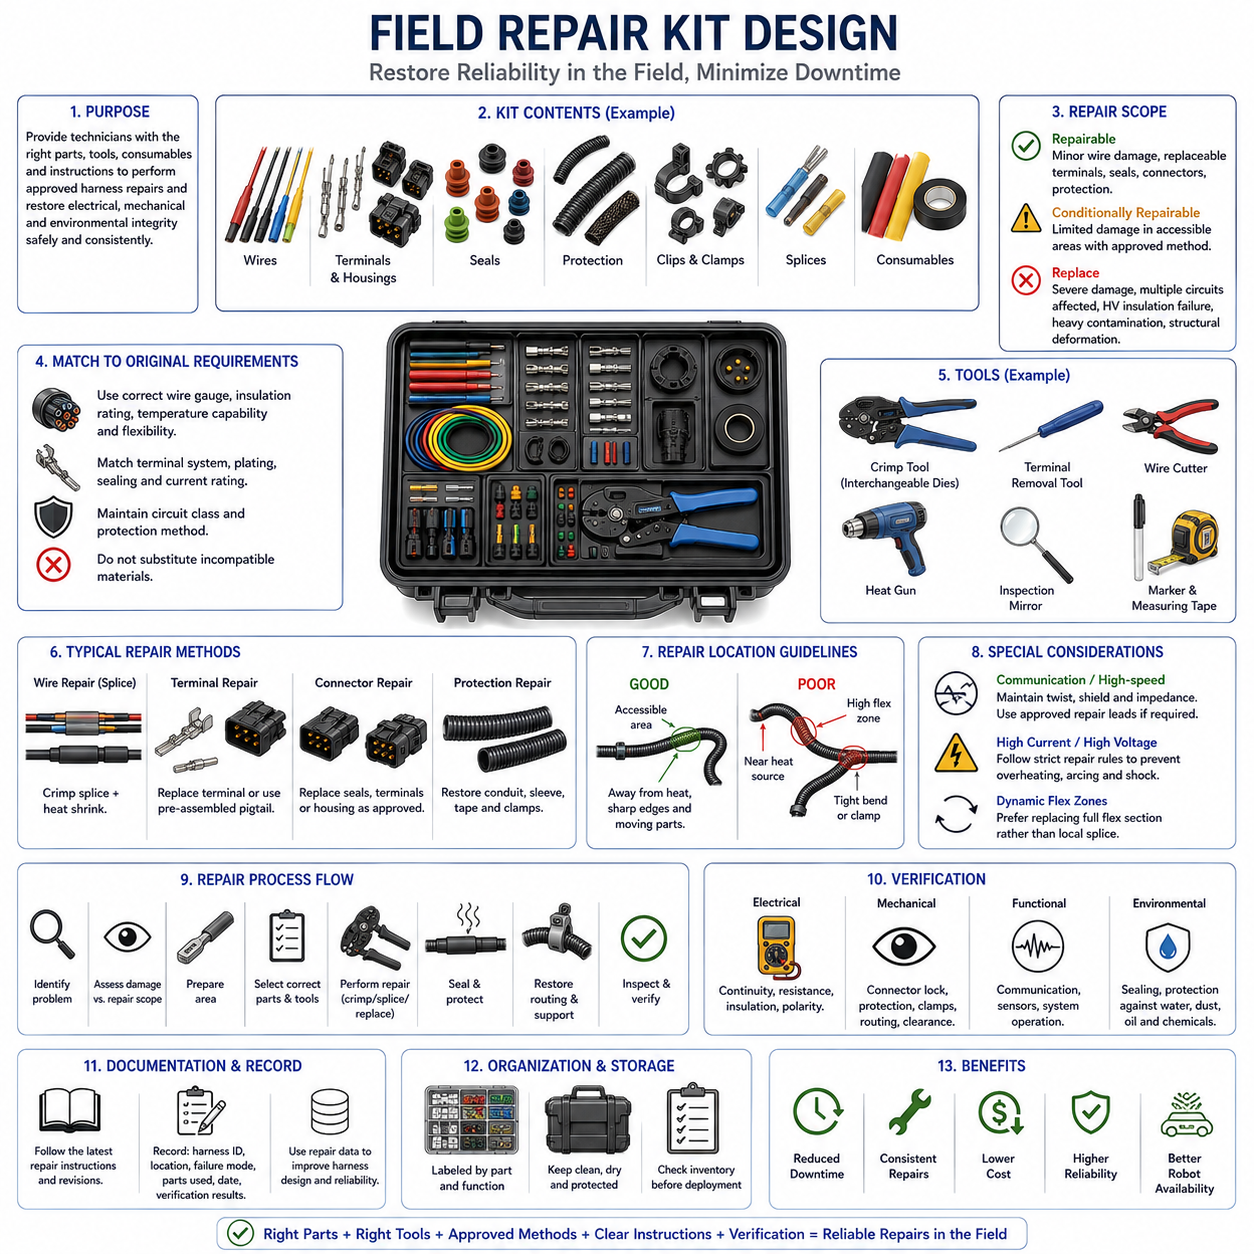 FIELD REPAIR KIT DESIGN
Restore Reliability in the Field, Minimize Downtime
1. PURPOSE
Provide technicians with the
right parts, tools, consumables
and instructions to perform
approved harness repairs and
restore electrical, mechanical
and environmental integrity
safely and consistently.
2. KIT CONTENTS (Example)
Wires
Terminals
& Housings
Seals
Protection
Clips & Clamps
Splices
Consumables
3. REPAIR SCOPE
Repairable
Minor wire damage, replaceable
terminals, seals, connectors,
protection.
Conditionally Repairable
Limited damage in accessible
areas with approved method.
Replace
Severe damage, multiple circuits
affected, HV insulation failure,
heavy contamination, structural
deformation.
4. MATCH TO ORIGINAL REQUIREMENTS
Use correct wire gauge, insulation
rating, temperature capability
and flexibility.
Match terminal system, plating,
sealing and current rating.
Maintain circuit class and
protection method.
Do not substitute incompatible
materials.
5. TOOLS (Example)
Crimp Tool
(Interchangeable Dies)
Terminal
Removal Tool
Wire Cutter
Heat Gun
Inspection
Mirror
Marker &
Measuring Tape
6. TYPICAL REPAIR METHODS
Wire Repair (Splice)
Crimp splice +
heat shrink.
Terminal Repair
Replace terminal or use
pre-assembled pigtail.
Connector Repair
Replace seals, terminals
or housing as approved.
Protection Repair
Restore conduit, sleeve,
tape and clamps.
7. REPAIR LOCATION GUIDELINES
GOOD
Accessible
area
Away from heat,
sharp edges and
moving parts.
POOR
High flex
zone
Near heat
source
Tight bend
or clamp
8. SPECIAL CONSIDERATIONS
Communication / High-speed
Maintain twist, shield and impedance.
Use approved repair leads if required.
High Current / High Voltage
Follow strict repair rules to prevent
overheating, arcing and shock.
Dynamic Flex Zones
Prefer replacing full flex section
rather than local splice.
9. REPAIR PROCESS FLOW
Identify
problem
Assess damage
vs. repair scope
Prepare
area
Select correct
parts & tools
Perform repair
(crimp/splice/
replace)
Seal &
protect
Restore
routing &
support
Inspect &
verify
10. VERIFICATION
Electrical
Continuity, resistance,
insulation, polarity.
Mechanical
Connector lock,
protection, clamps,
routing, clearance.
Functional
Communication,
sensors, system
operation.
Environmental
Sealing, protection
against water, dust,
oil and chemicals.
11. DOCUMENTATION & RECORD
Follow the latest
repair instructions
and revisions.
Record: harness ID,
location, failure mode,
parts used, date,
verification results.
Use repair data to
improve harness
design and reliability.
12. ORGANIZATION & STORAGE
Labeled by part
and function
Keep clean, dry
and protected
Check inventory
before deployment
13. BENEFITS
Reduced
Downtime
Consistent
Repairs
Lower
Cost
Higher
Reliability
Better
Robot
Availability
Right Parts + Right Tools + Approved Methods + Clear Instructions + Verification = Reliable Repairs in the Field